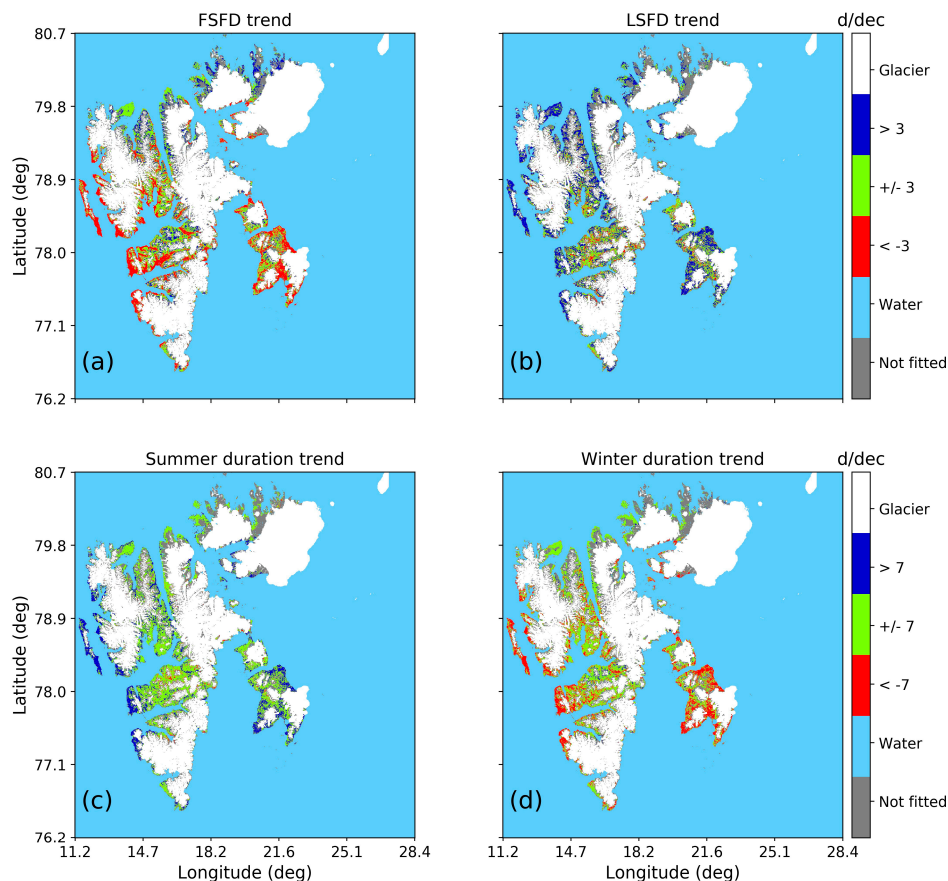 FSFD trend
LSFD trend
d/dec
80.7
79.8
78.9
78.0
77.1
76.2
Latitude (deg)
(a)
(b)
Glacier
> 3
+/- 3
< -3
Water
Not fitted
Summer duration trend
Winter duration trend
d/dec
80.7
79.8
78.9
78.0
77.1
76.2
Latitude (deg)
(c)
(d)
Glacier
> 7
+/- 7
< -7
Water
Not fitted
11.2 14.7 18.2 21.6 25.1 28.4
11.2 14.7 18.2 21.6 25.1 28.4
Longitude (deg)
Longitude (deg)